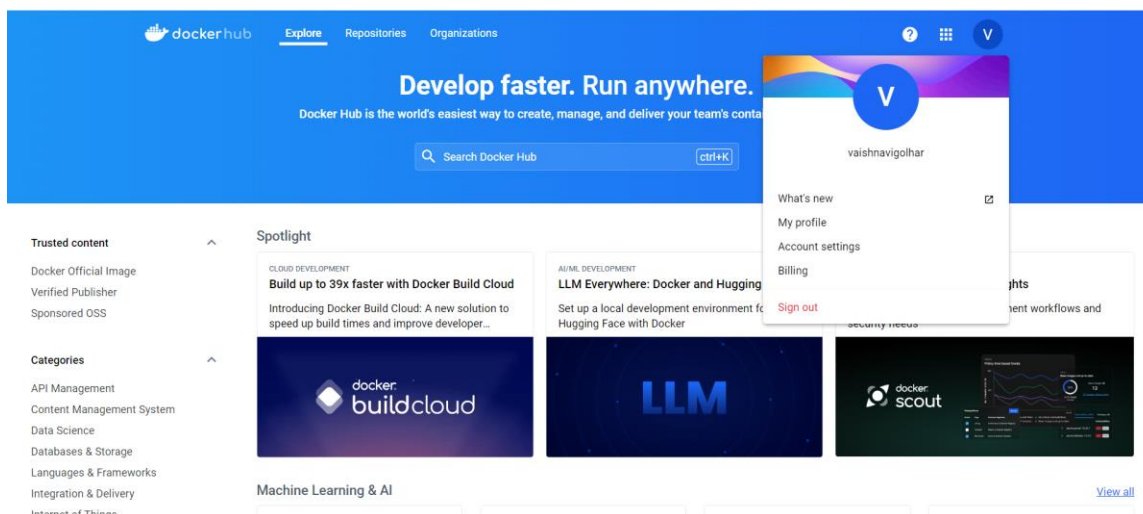 docker hub
Explore
Repositories
Organizations
V
Develop faster. Run anywhere.
Docker Hub is the world's easiest way to create, manage, and deliver your team's conta
Search Docker Hub
ctrl+K
V
vaishnavigolhar
What's new
My profile
Account settings
Billing
Sign out
Trusted content
Docker Official Image
Verified Publisher
Sponsored OSS
Categories
API Management
Content Management System
Data Science
Databases & Storage
Languages & Frameworks
Integration & Delivery
Internet of Things
Spotlight
CLOUD DEVELOPMENT
Build up to 39x faster with Docker Build Cloud
Introducing Docker Build Cloud: A new solution to
speed up build times and improve developer...
docker
buildcloud
AI/ML DEVELOPMENT
LLM Everywhere: Docker and Hugging
Set up a local development environment fo
Hugging Face with Docker
LLM
ghts
ent workflows and
security needs
docker
scout
Machine Learning & AI
View all